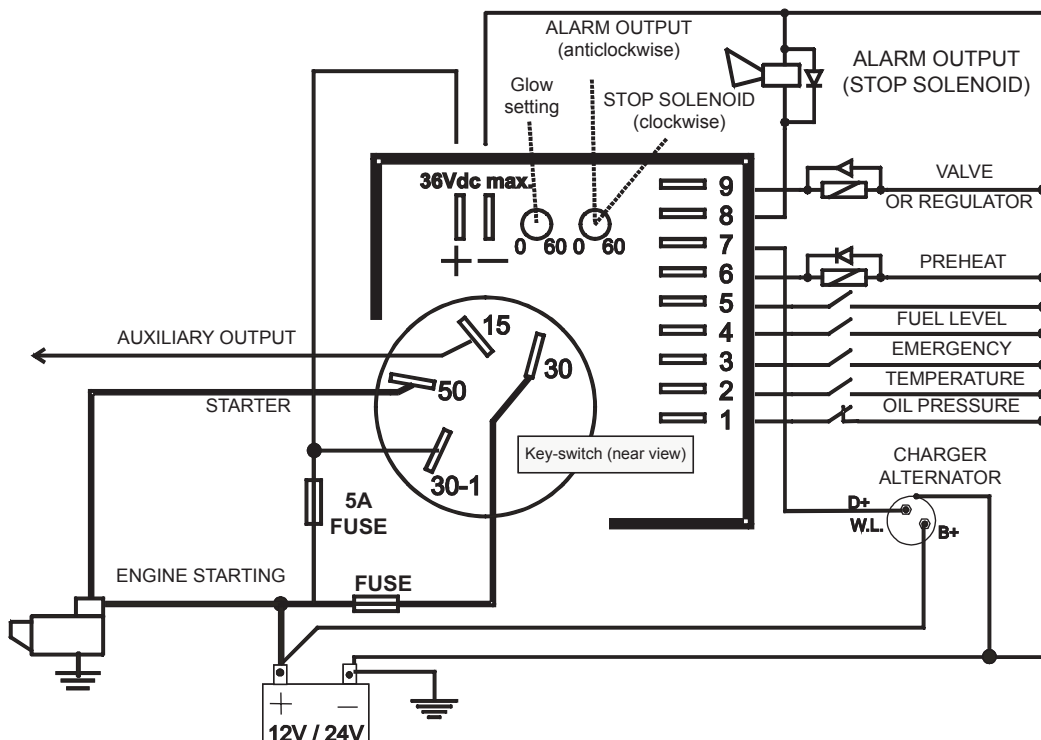 ALARM OUTPUT
(anticlockwise)
ALARM OUTPUT
(STOP SOLENOID)
Glow
setting
STOP SOLENOID
(clockwise)
36Vdc max.
+ −
0 60 0 60
9
8
7
6
5
4
3
2
1
VALVE
OR REGULATOR
PREHEAT
FUEL LEVEL
EMERGENCY
TEMPERATURE
OIL PRESSURE
AUXILIARY OUTPUT
15
30
50
STARTER
30-1
Key-switch (near view)
CHARGER
ALTERNATOR
D+
W.L.
B+
5A
FUSE
ENGINE STARTING
FUSE
+ −
12V / 24V